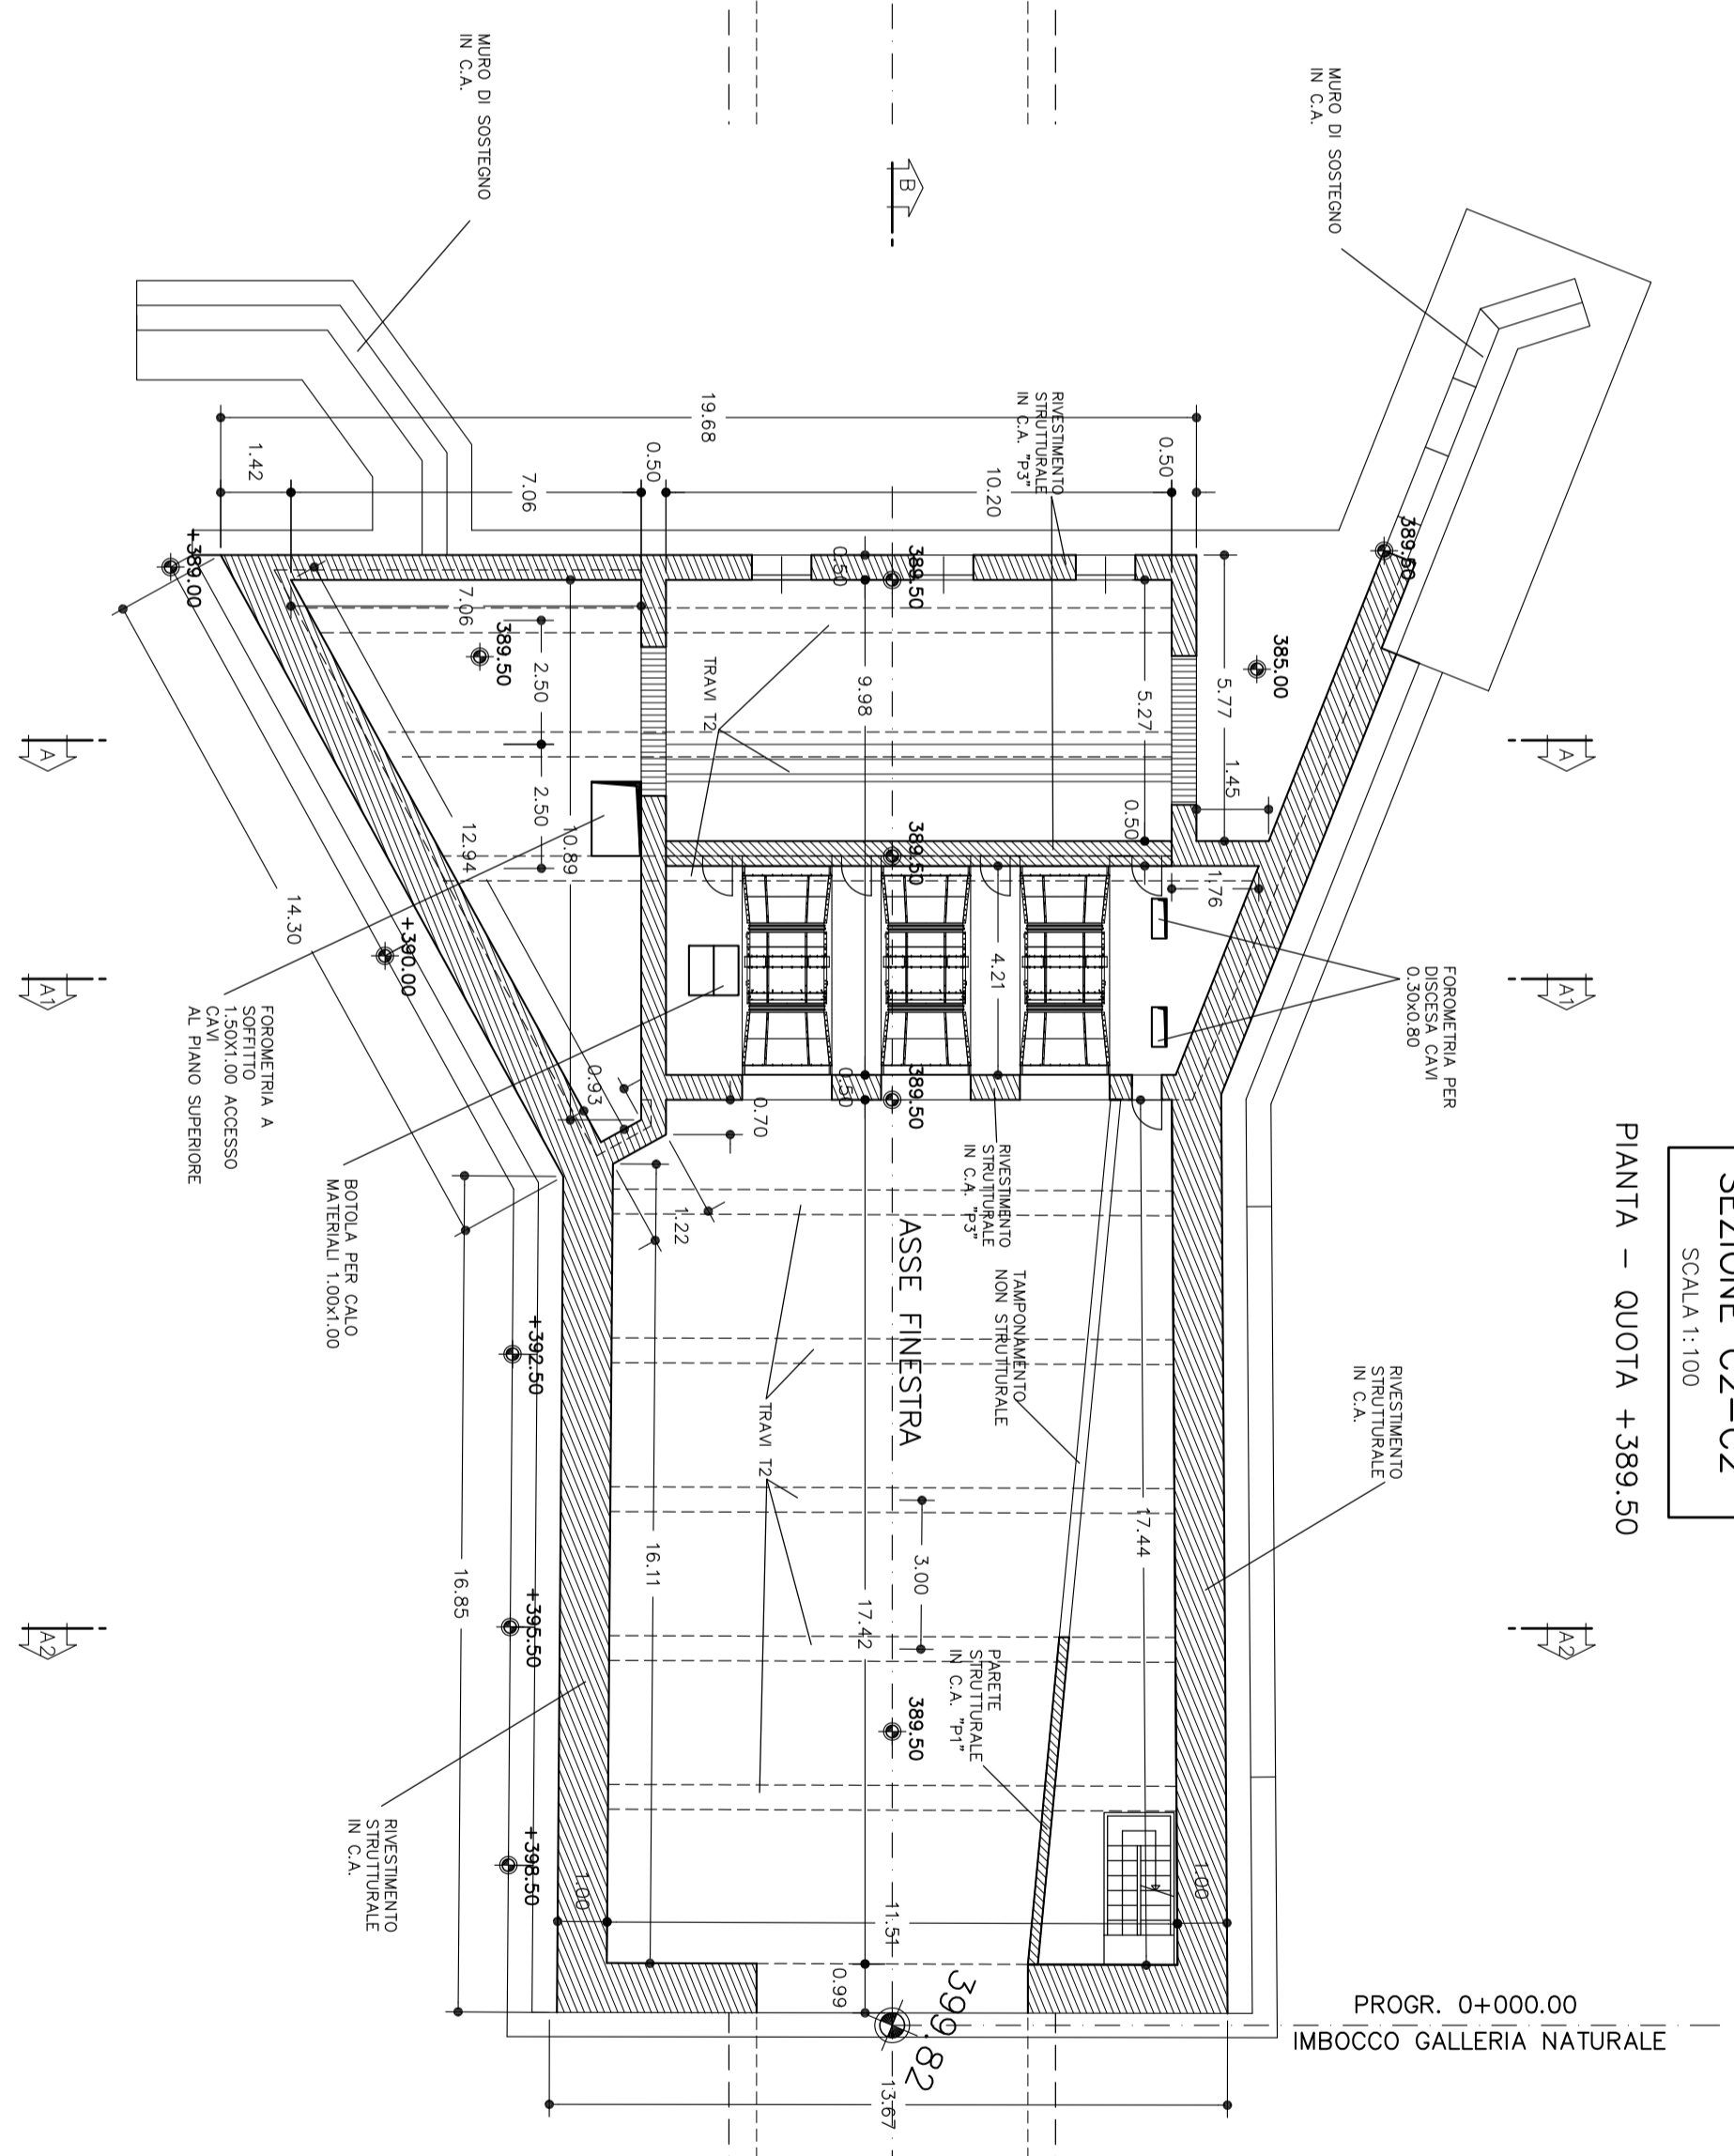 SEZIONE C2-C2
SCALA 1:100
PIANTA - QUOTA +389.50
MURO DI SOSTEGNO
IN C.A.
MURO DI SOSTEGNO
IN C.A.
B
19.68
1.42
7.06
0.50
10.20
0.50
RIVESTIMENTO
STRUTTURALE
IN C.A. "P3"
+389.00
389.50
0.50
389.50
385.00
7.06
389.50
2.50
2.50
10.89
9.98
5.27
5.77
1.45
0.50
TRAVI T2
A
A
12.94
14.30
389.50
1.76
4.21
+390.00
A1
A1
FOROMETRIA PER
DISCESA CAVI
0.30x0.80
FOROMETRIA A
SOFFITTO
1.50X1.00 ACCESSO
CAVI
AL PIANO SUPERIORE
0.93
0.50
389.50
0.70
1.22
BOTOLA PER CALO
MATERIALI 1.00x1.00
RIVESTIMENTO
STRUTTURALE
IN C.A. "P3"
ASSE FINESTRA
TAMPONAMENTO
NON STRUTTURALE
RIVESTIMENTO
STRUTTURALE
IN C.A.
+392.50
TRAVI T2
16.85
16.11
17.42
3.00
17.44
+395.50
A2
A2
PARETE
STRUTTURALE
IN C.A. "P1"
389.50
RIVESTIMENTO
STRUTTURALE
IN C.A.
+398.50
1.00
11.51
1.00
0.99
399.82
13.67
PROGR. 0+000.00
IMBOCCO GALLERIA NATURALE